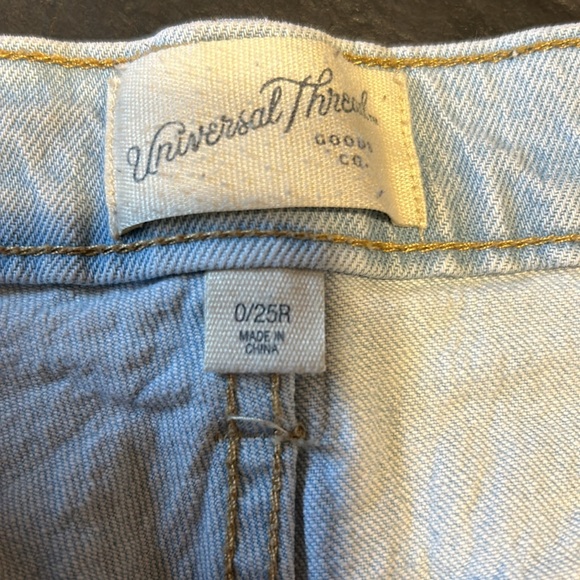 Universal Thread
GOODS
CO.
0/25R
MADE IN
CHINA